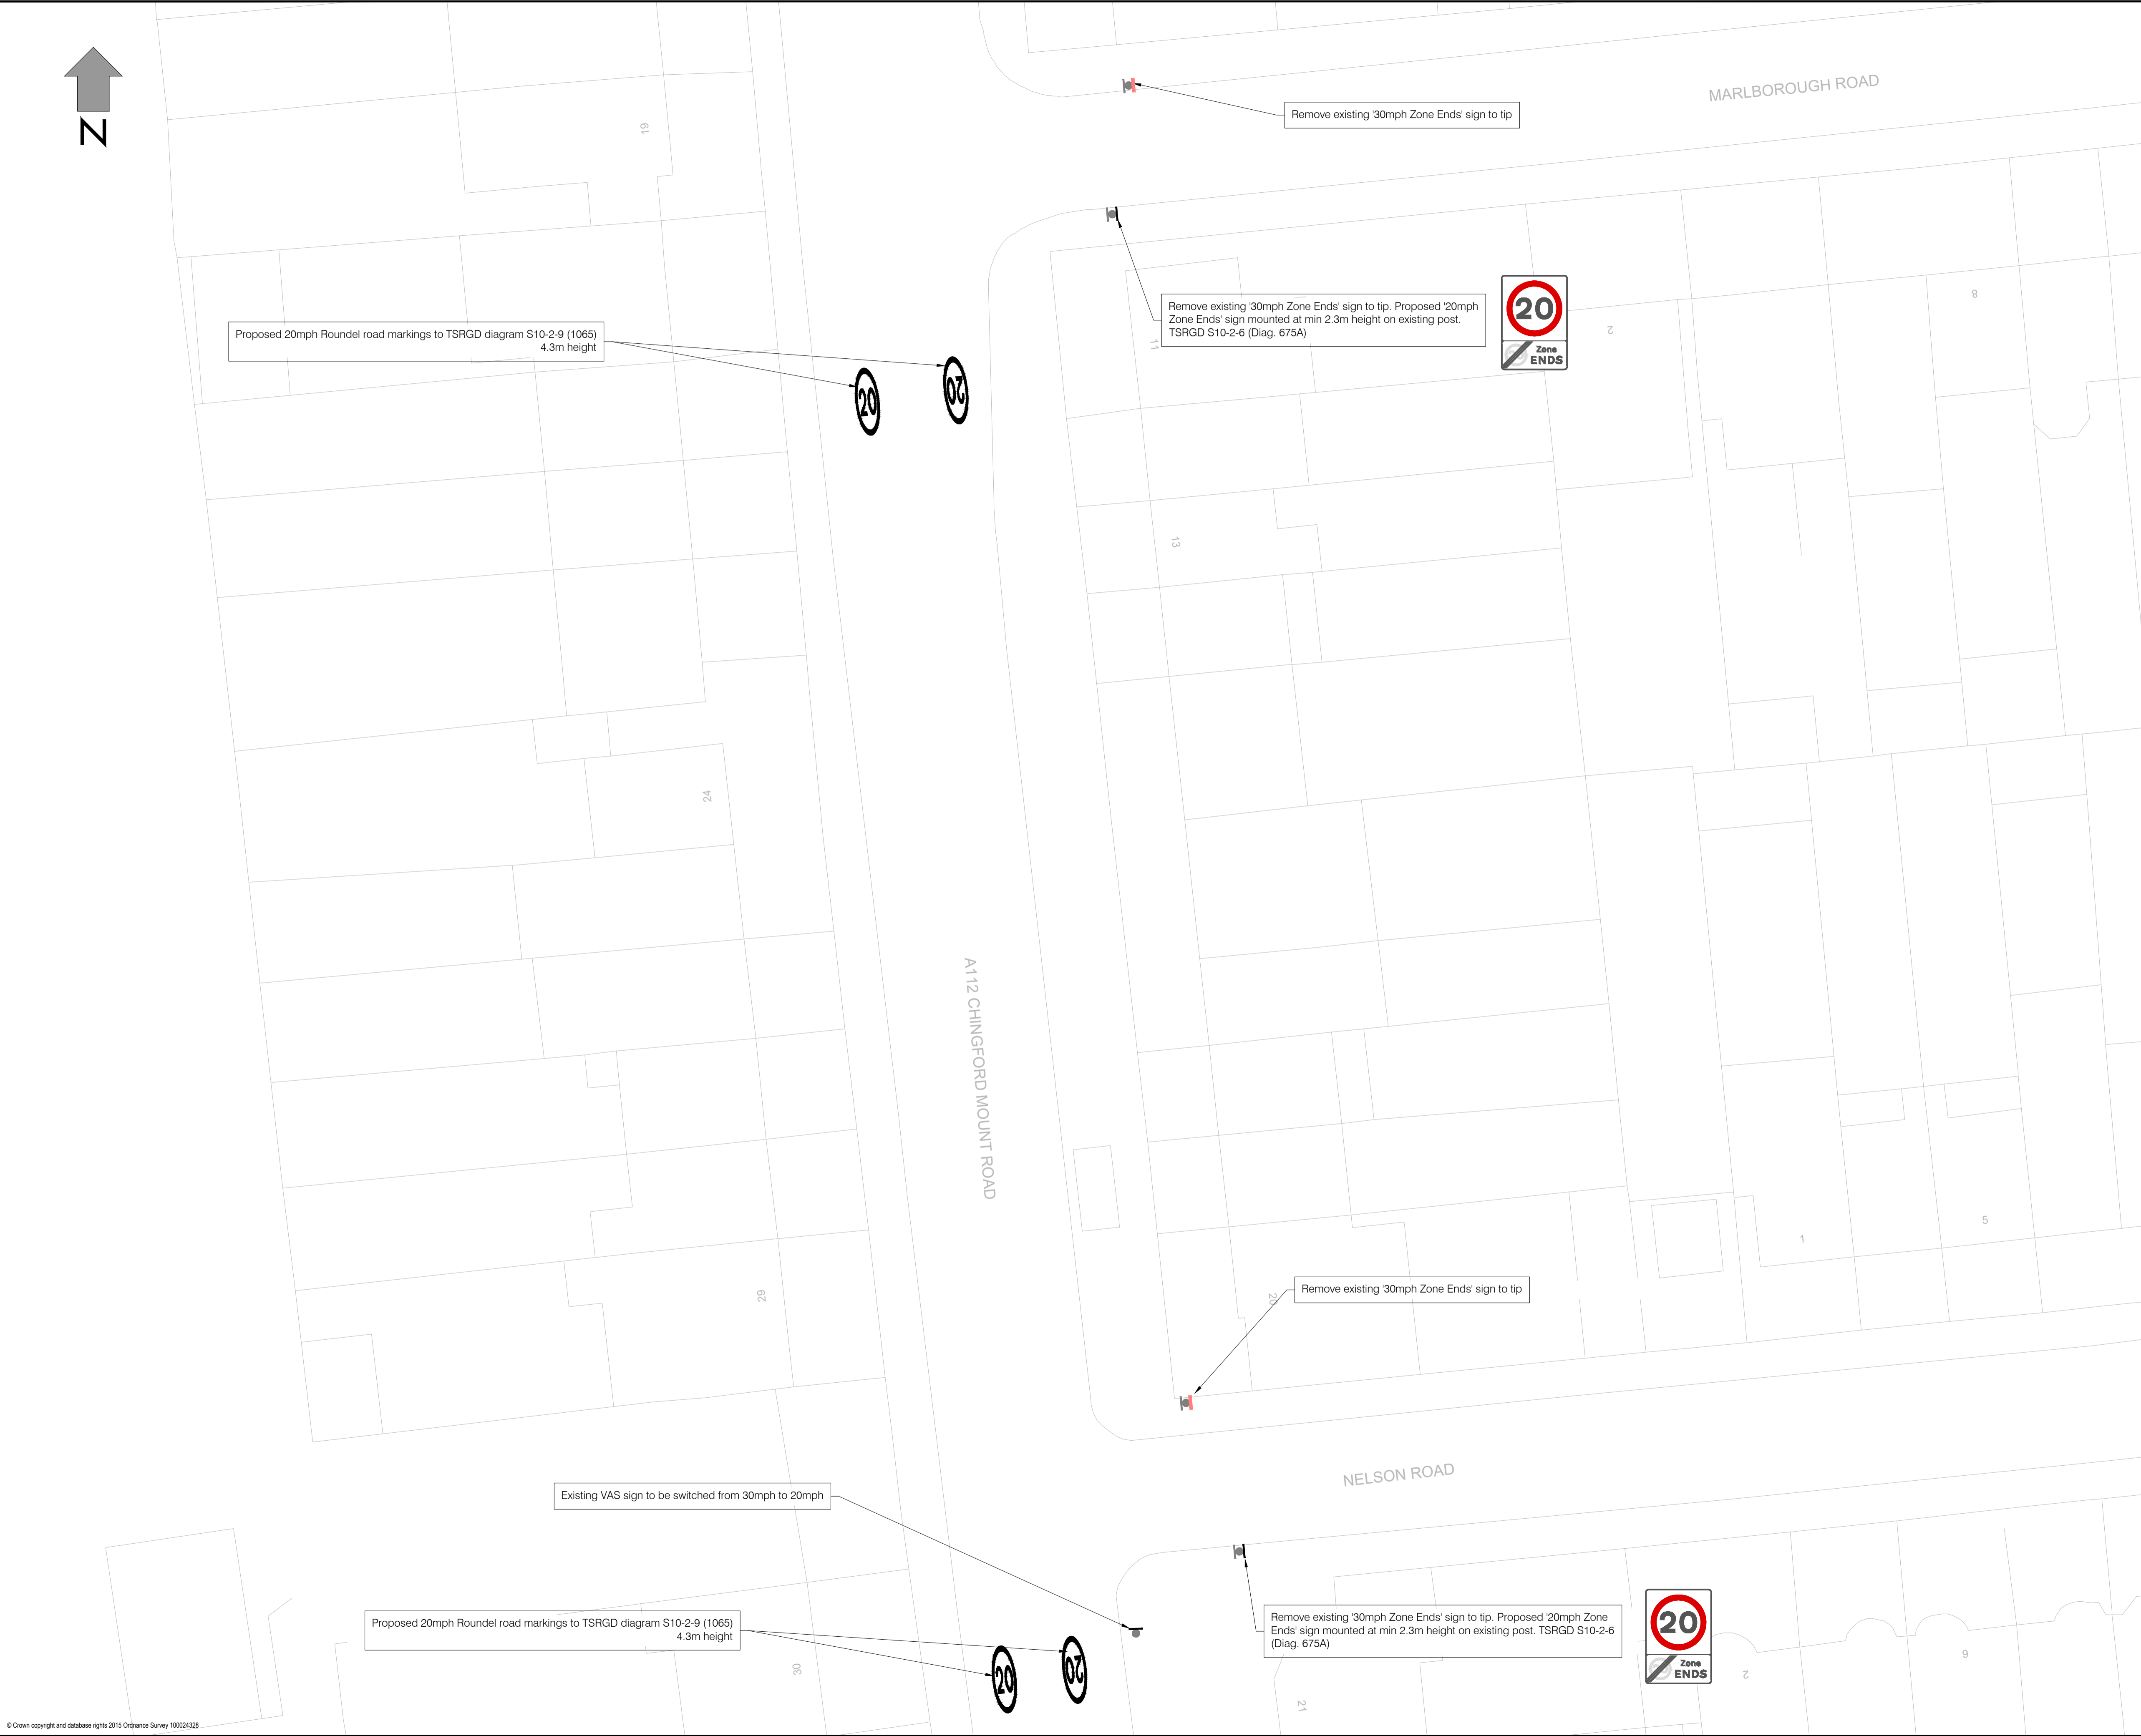 N
MARLBOROUGH ROAD
Remove existing '30mph Zone Ends' sign to tip
19
Remove existing '30mph Zone Ends' sign to tip. Proposed '20mph
Zone Ends' sign mounted at min 2.3m height on existing post.
TSRGD S10-2-6 (Diag. 675A)
20
Zone
ENDS
8
2
11
Proposed 20mph Roundel road markings to TSRGD diagram S10-2-9 (1065)
4.3m height
20
20
13
24
A112 CHINGFORD MOUNT ROAD
1
5
29
20
Remove existing '30mph Zone Ends' sign to tip
NELSON ROAD
Existing VAS sign to be switched from 30mph to 20mph
Proposed 20mph Roundel road markings to TSRGD diagram S10-2-9 (1065)
4.3m height
20
20
30
Remove existing '30mph Zone Ends' sign to tip. Proposed '20mph Zone
Ends' sign mounted at min 2.3m height on existing post. TSRGD S10-2-6
(Diag. 675A)
20
Zone
ENDS
2
6
21
© Crown copyright and database rights 2015 Ordnance Survey 100024328